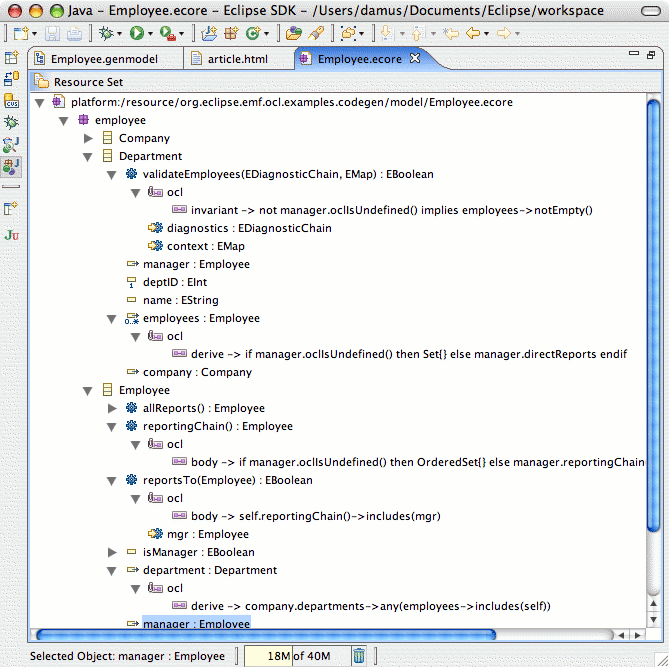 Java - Employee.ecore - Eclipse SDK - /Users/damus/Documents/Eclipse/workspace
Employee.genmodel
article.html
Employee.ecore
Resource Set
platform:/resource/org.eclipse.emf.ocl.examples.codegen/model/Employee.ecore
employee
Company
Department
validateEmployees(EDiagnosticChain, EMap) : EBoolean
ocl
invariant -> not manager.oclIsUndefined() implies employees->notEmpty()
diagnostics : EDiagnosticChain
context : EMap
manager : Employee
deptID : EInt
name : EString
employees : Employee
ocl
derive -> if manager.oclIsUndefined() then Set{} else manager.directReports endif
company : Company
Employee
allReports() : Employee
reportingChain() : Employee
ocl
body -> if manager.oclIsUndefined() then OrderedSet{} else manager.reportingChain
reportsTo(Employee) : EBoolean
ocl
body -> self.reportingChain()->includes(mgr)
mgr : Employee
isManager : EBoolean
department : Department
ocl
derive -> company.departments->any(employees->includes(self))
manager : Employee
Selected Object: manager : Employee
18M of 40M